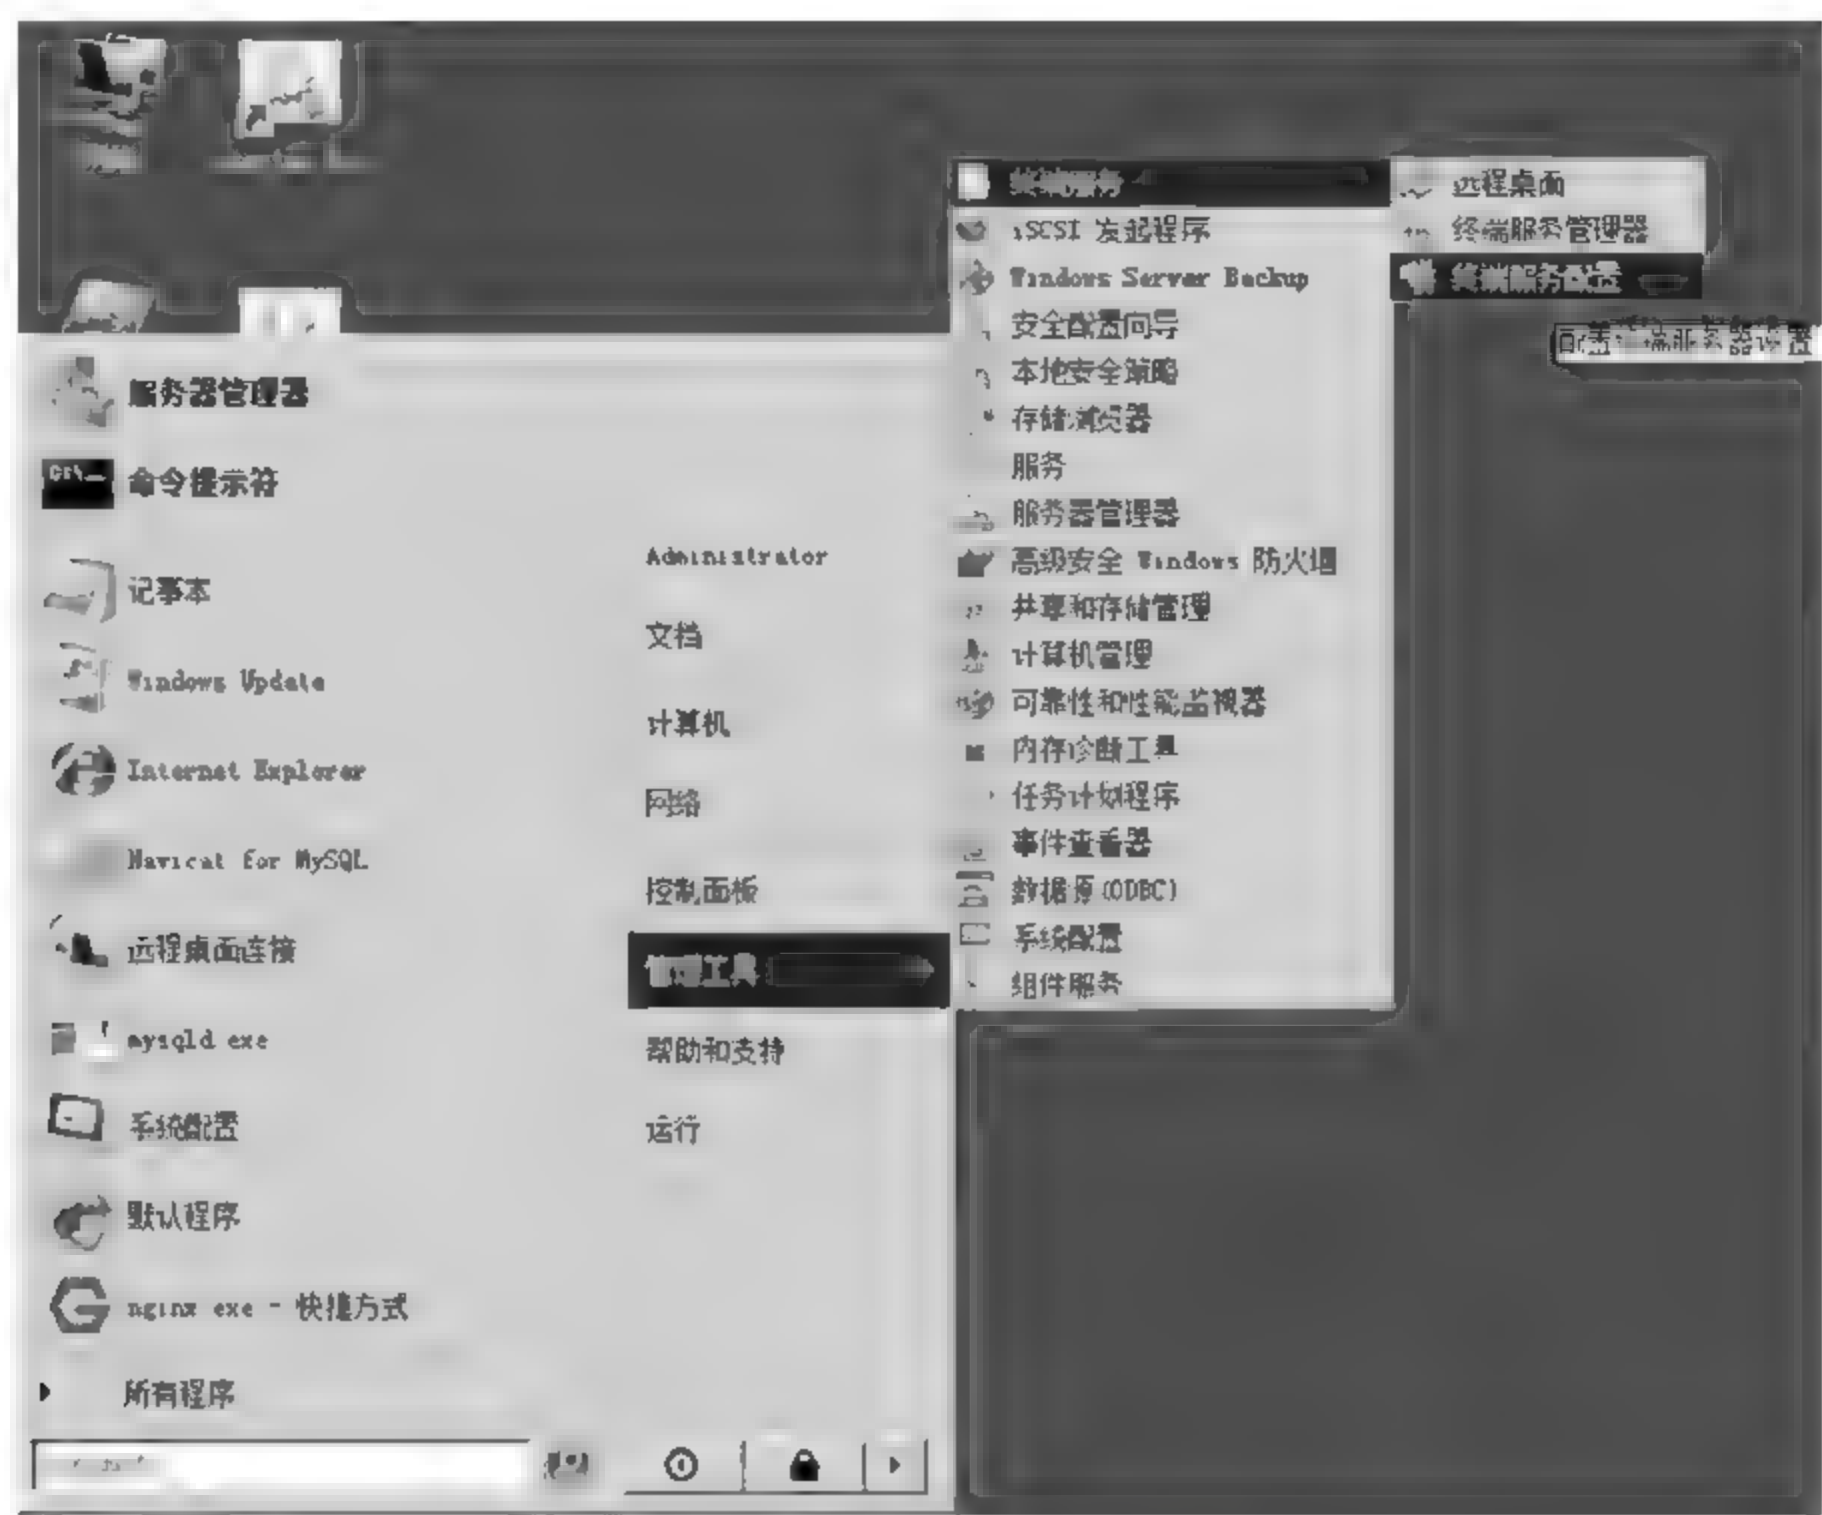 服务器管理器
命令提示符
记事本
Windows Update
Internet Explorer
Navicat for MySQL
远程桌面连接
mysqld exe
系统配置
默认程序
nginx exe - 快捷方式
所有程序
Administrator
文档
计算机
网络
控制面板
管理工具
帮助和支持
运行
终端服务
iSCSI 发起程序
Windows Server Backup
安全配置向导
本地安全策略
存储浏览器
服务
服务器管理器
高级安全 Windows 防火墙
共享和存储管理
计算机管理
可靠性和性能监视器
内存诊断工具
任务计划程序
事件查看器
数据源(ODBC)
系统配置
组件服务
远程桌面
终端服务管理器
终端服务配置
配置终端服务器设置